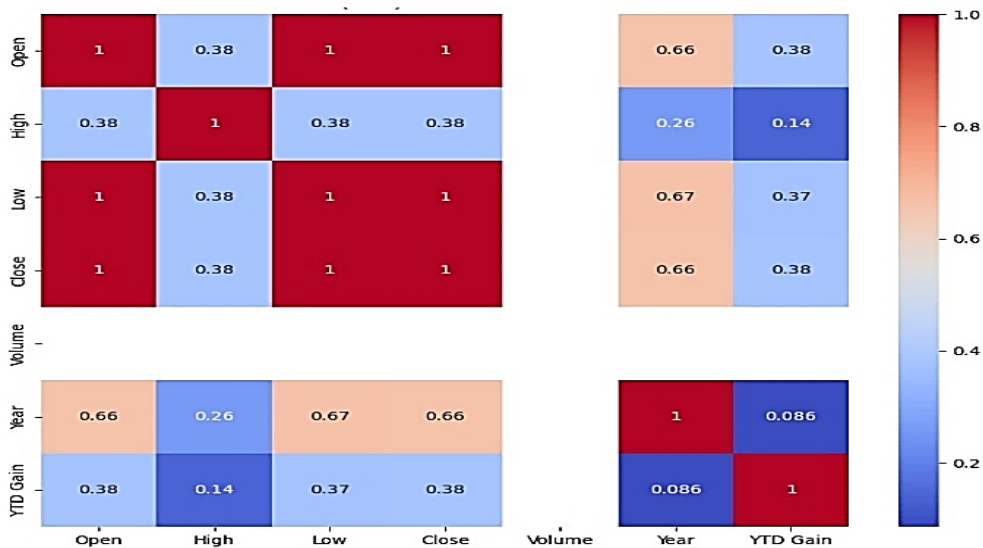 Open 1 0.38 1 1 0.66 0.38
High 0.38 1 0.38 0.38 0.26 0.14
Low 1 0.38 1 1 0.67 0.37
Close 1 0.38 1 1 0.66 0.38
Volume
Year 0.66 0.26 0.67 0.66 1 0.086
YTD Gain 0.38 0.14 0.37 0.38 0.086 1
Open High Low Close Volume Year YTD Gain
1.0
0.8
0.6
0.4
0.2